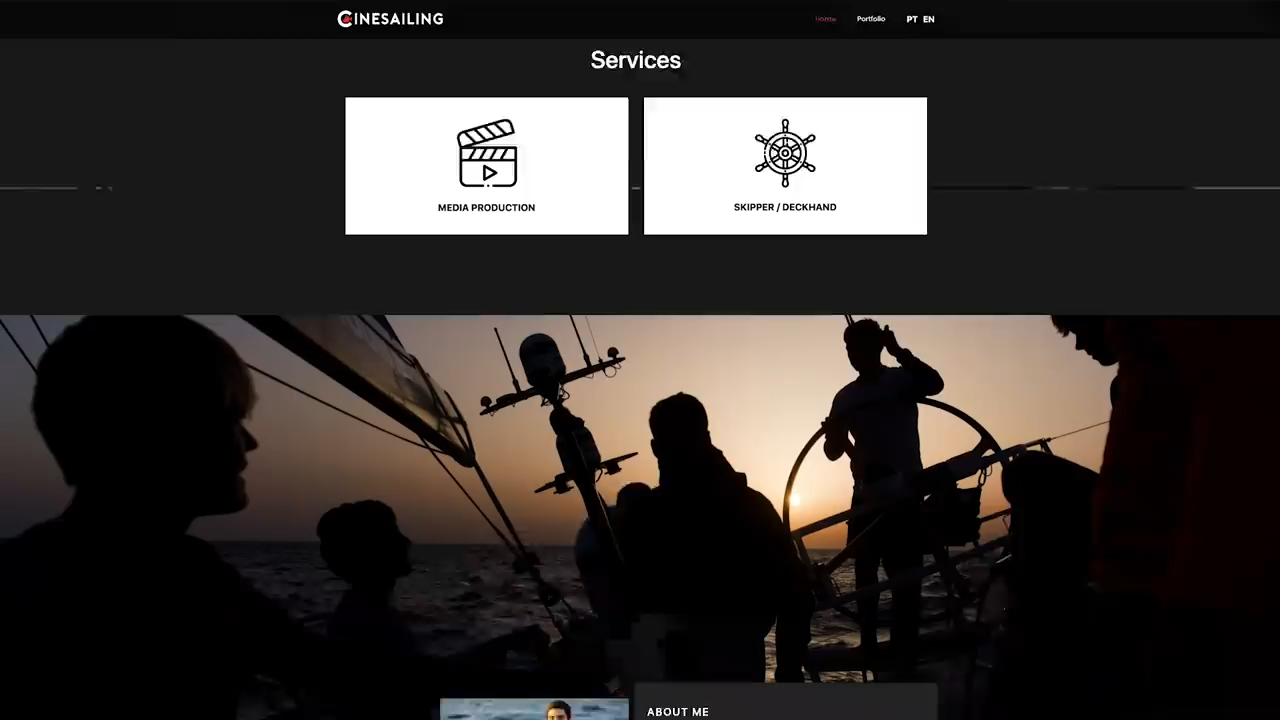 CINESAILING
Home Portfolio PT EN
Services
MEDIA PRODUCTION
SKIPPER / DECKHAND
ABOUT ME